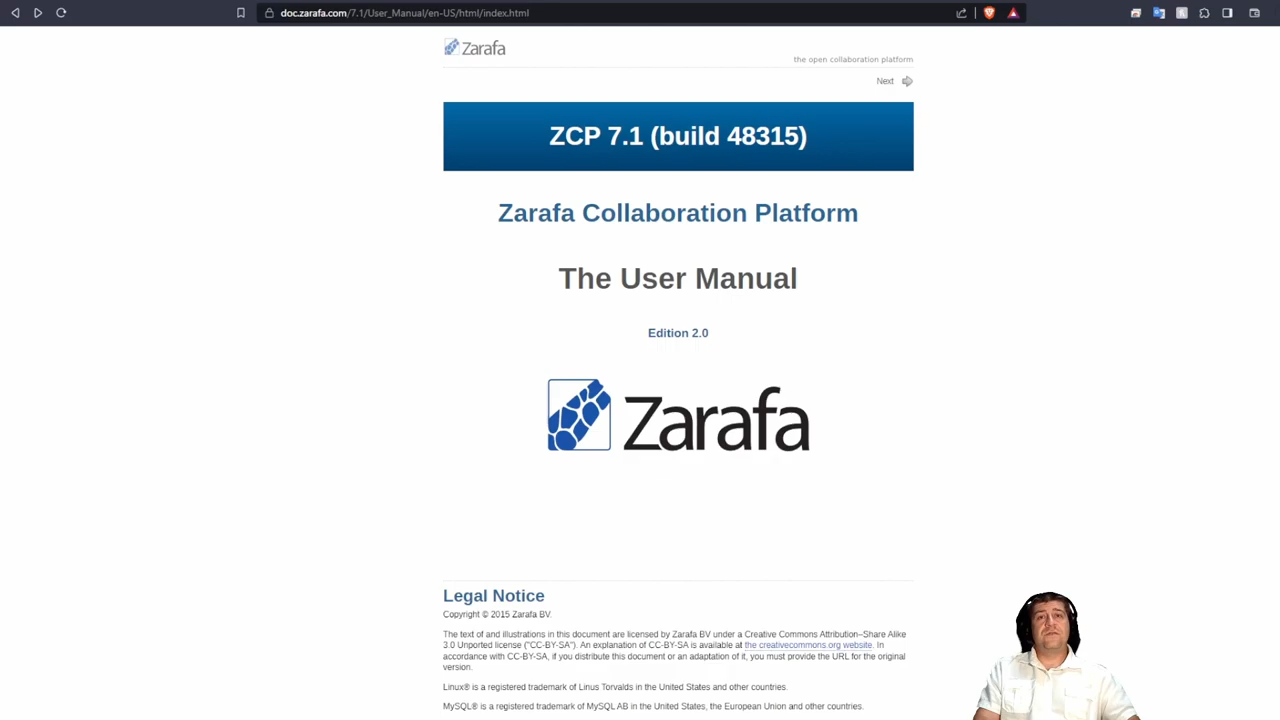 doc.zarafa.com/7.1/User_Manual/en-US/html/index.html
Zarafa
the open collaboration platform
Next
ZCP 7.1 (build 48315)
Zarafa Collaboration Platform
The User Manual
Edition 2.0
Zarafa
Legal Notice
Copyright © 2015 Zarafa BV.
The text of and illustrations in this document are licensed by Zarafa BV under a Creative Commons Attribution–Share Alike
3.0 Unported license ("CC-BY-SA"). An explanation of CC-BY-SA is available at the creativecommons.org website. In
accordance with CC-BY-SA, if you distribute this document or an adaptation of it, you must provide the URL for the original
version.
Linux® is a registered trademark of Linus Torvalds in the United States and other countries.
MySQL® is a registered trademark of MySQL AB in the United States, the European Union and other countries.